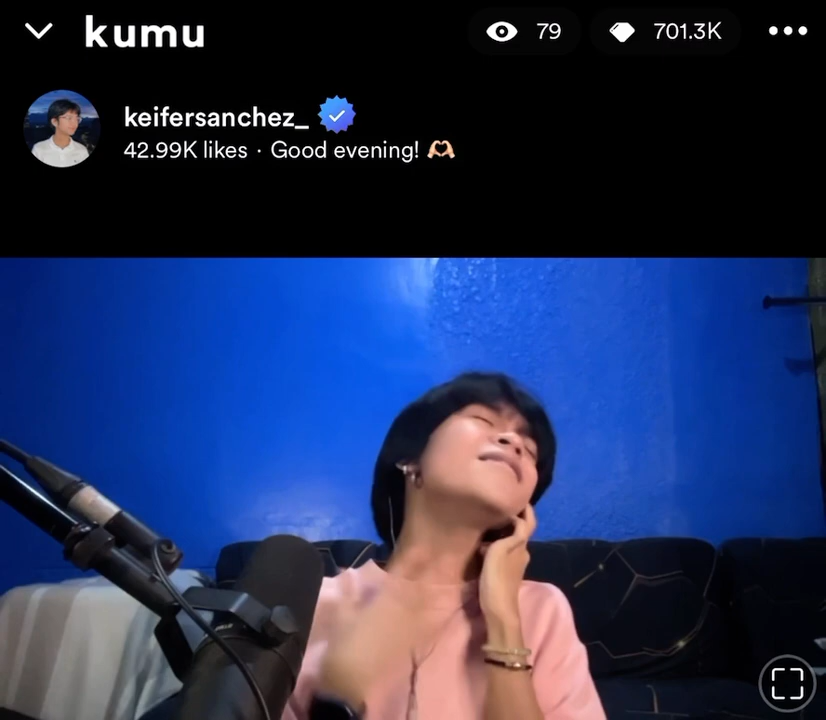 kumu
79
701.3K
keifersanchez_
42.99K likes · Good evening! 🫶🏻